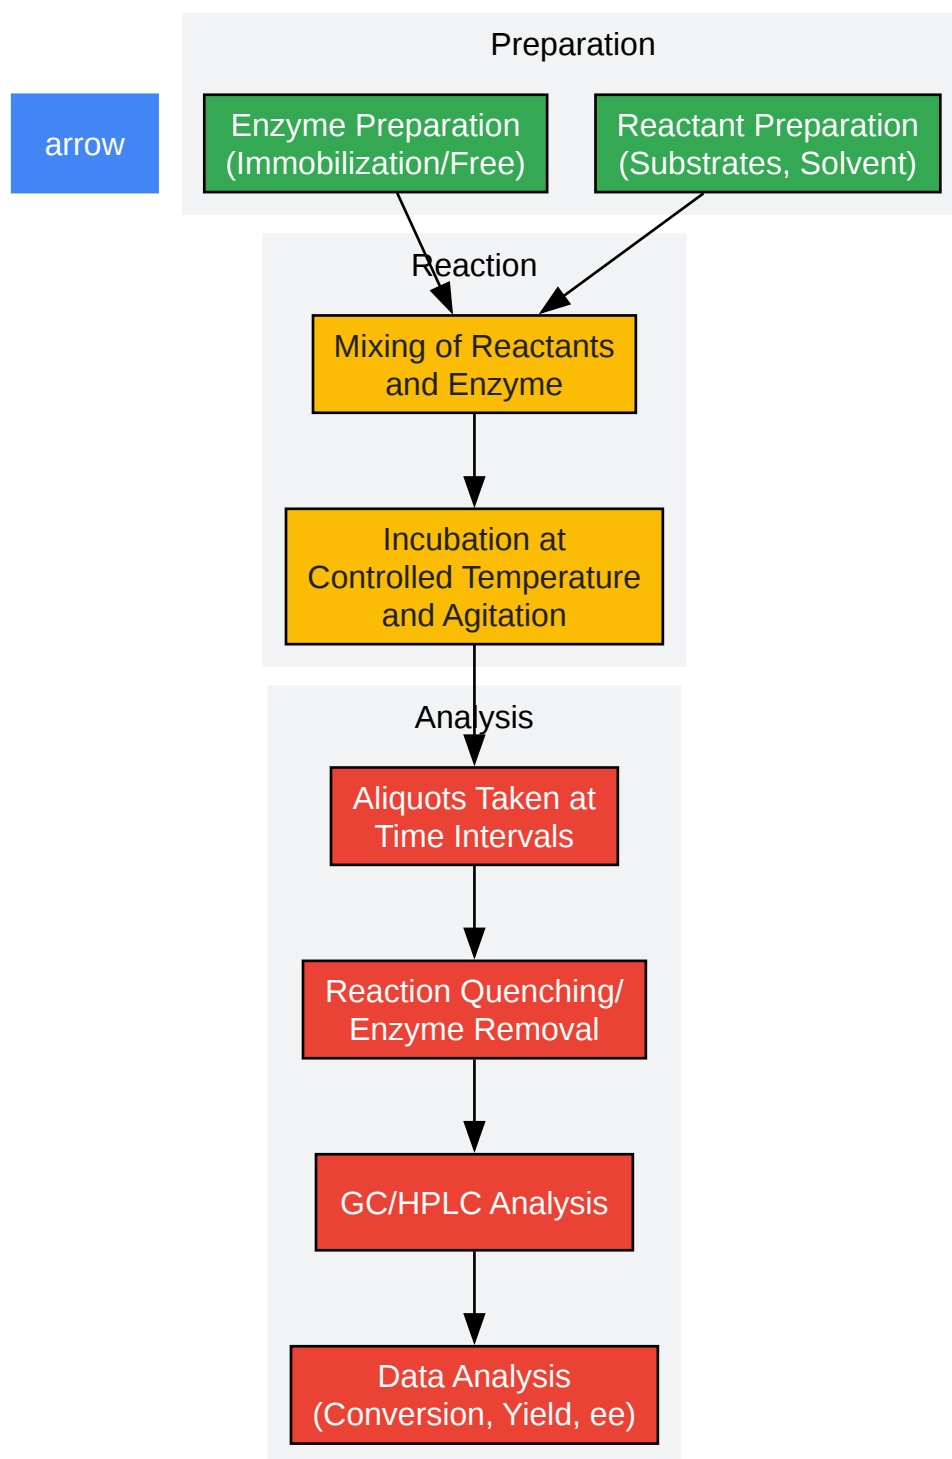 Preparation
arrow
Enzyme Preparation
(Immobilization/Free)
Reactant Preparation
(Substrates, Solvent)
Reaction
Mixing of Reactants
and Enzyme
Incubation at
Controlled Temperature
and Agitation
Analysis
Aliquots Taken at
Time Intervals
Reaction Quenching/
Enzyme Removal
GC/HPLC Analysis
Data Analysis
(Conversion, Yield, ee)